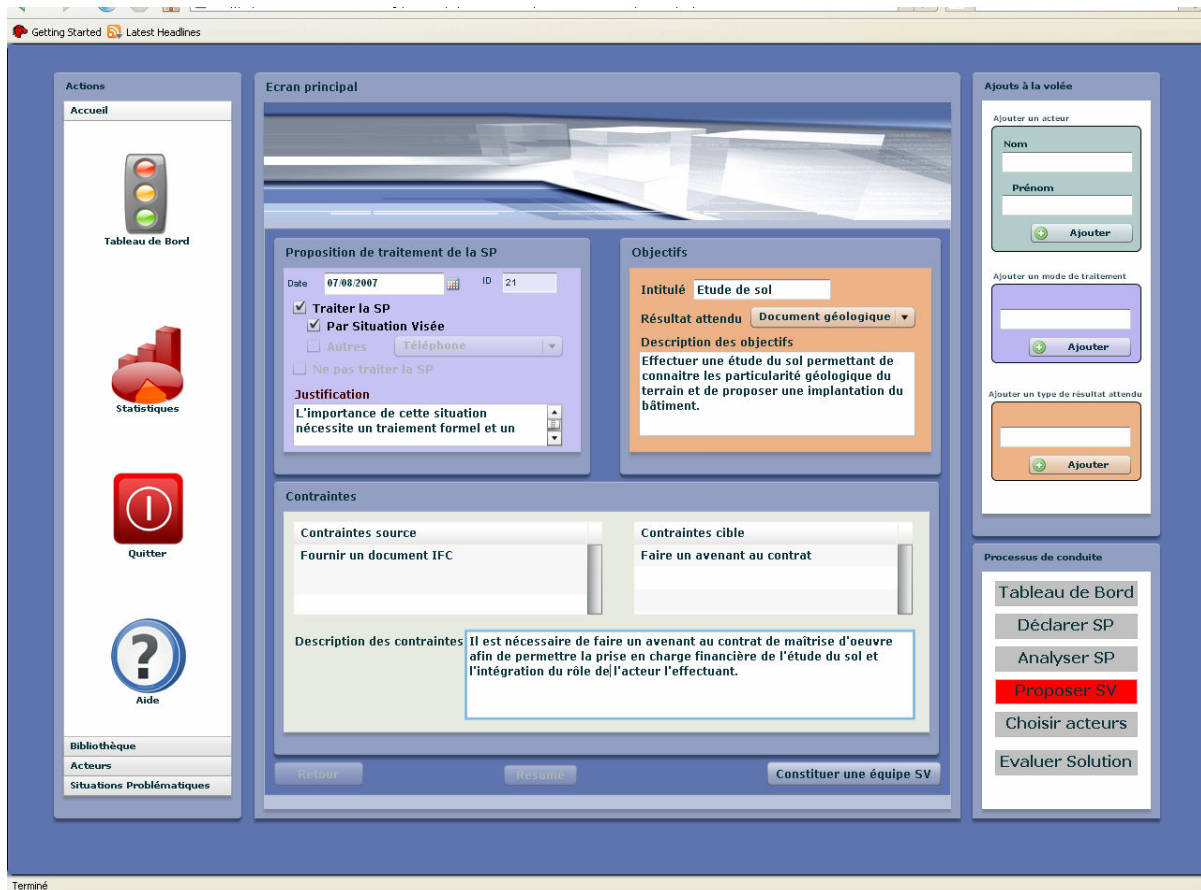 Getting Started
Latest Headlines
Actions
Accueil
Tableau de Bord
Statistiques
Quitter
Aide
Bibliothèque
Acteurs
Situations Problématiques
Ecran principal
Proposition de traitement de la SP
Date 07/08/2007 ID 21
Traiter la SP
Par Situation Visée
Autres Téléphone
Ne pas traiter la SP
Justification
L'importance de cette situation
nécessite un traiement formel et un
Objectifs
Intitulé Etude de sol
Résultat attendu Document géologique
Description des objectifs
Effectuer une étude du sol permettant de
connaitre les particularité géologique du
terrain et de proposer une implantation du
bâtiment.
Contraintes
Contraintes source
Fournir un document IFC
Contraintes cible
Faire un avenant au contrat
Description des contraintes
Il est nécessaire de faire un avenant au contrat de maîtrise d'oeuvre
afin de permettre la prise en charge financière de l'étude du sol et
l'intégration du rôle de l'acteur l'effectuant.
Retour
Résumé
Constituer une équipe SV
Ajouts à la volée
Ajouter un acteur
Nom
Prénom
Ajouter
Ajouter un mode de traitement
Ajouter
Ajouter un type de résultat attendu
Ajouter
Processus de conduite
Tableau de Bord
Déclarer SP
Analyser SP
Proposer SV
Choisir acteurs
Evaluer Solution
Terminé